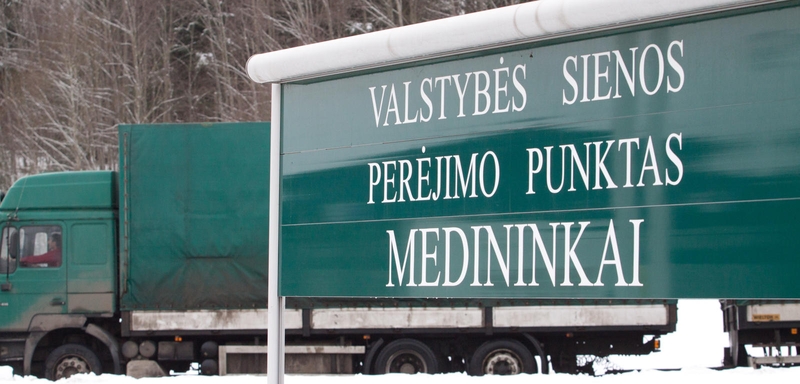 VALSTYBĖS SIENOS
PERĖJIMO PUNKTAS
MEDININKAI